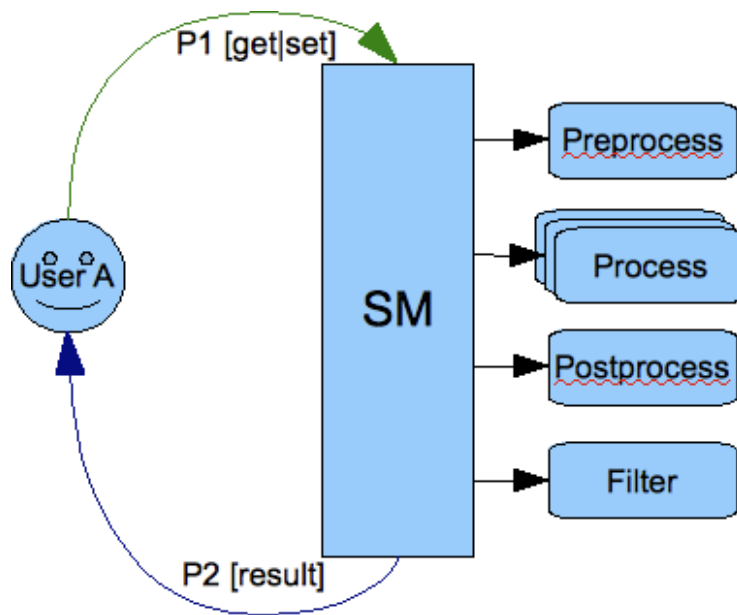 P1 [get|set]
Preprocess
User A
Process
SM
Postprocess
Filter
P2 [result]